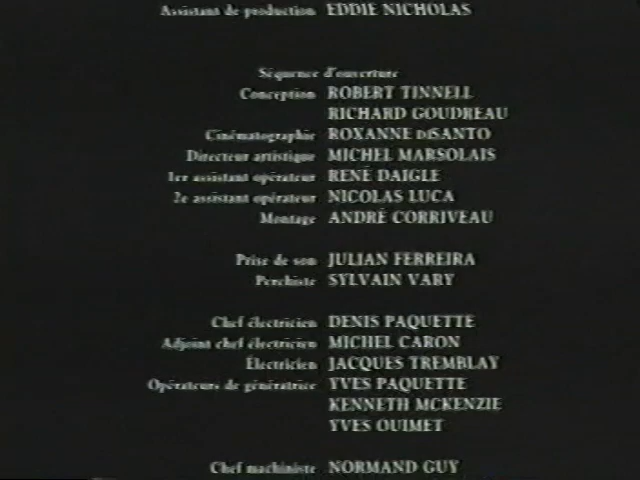 Assistant de production EDDIE NICHOLAS
Séquence d'ouverture
Conception ROBERT TINNELL
RICHARD GOUDREAU
Cinématographie ROXANNE DiSANTO
Directeur artistique MICHEL MARSOLAIS
1er assistant opérateur RENÉ DAIGLE
2e assistant opérateur NICOLAS LUCA
Montage ANDRÉ CORRIVEAU
Prise de son JULIAN FERREIRA
Perchiste SYLVAIN VARY
Chef électricien DENIS PAQUETTE
Adjoint chef électricien MICHEL CARON
Électricien JACQUES TREMBLAY
Opérateurs de génératrice YVES PAQUETTE
KENNETH MCKENZIE
YVES OUIMET
Chef machiniste NORMAND GUY